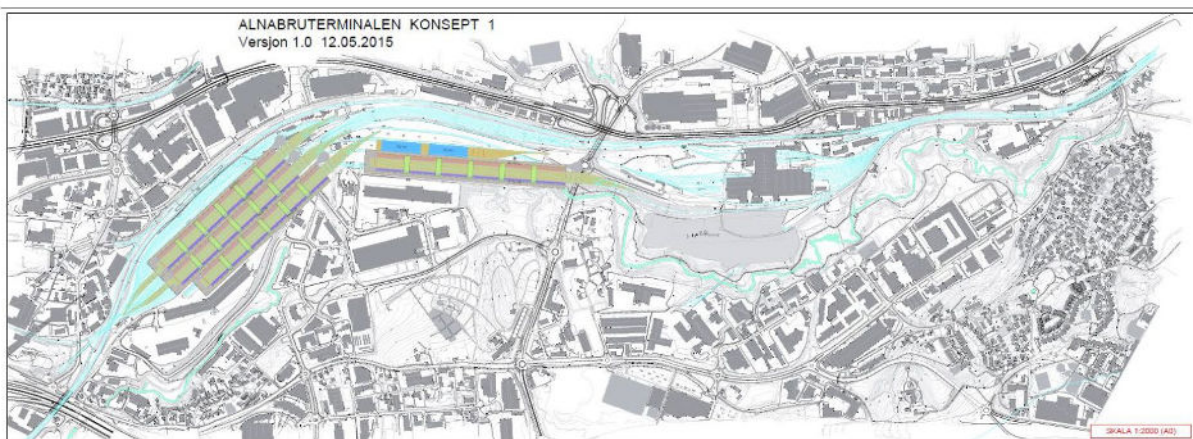 ALNABRUTERMINALEN KONSEPT 1
Versjon 1.0 12.05.2015
SKALA 1:2000 (A0)